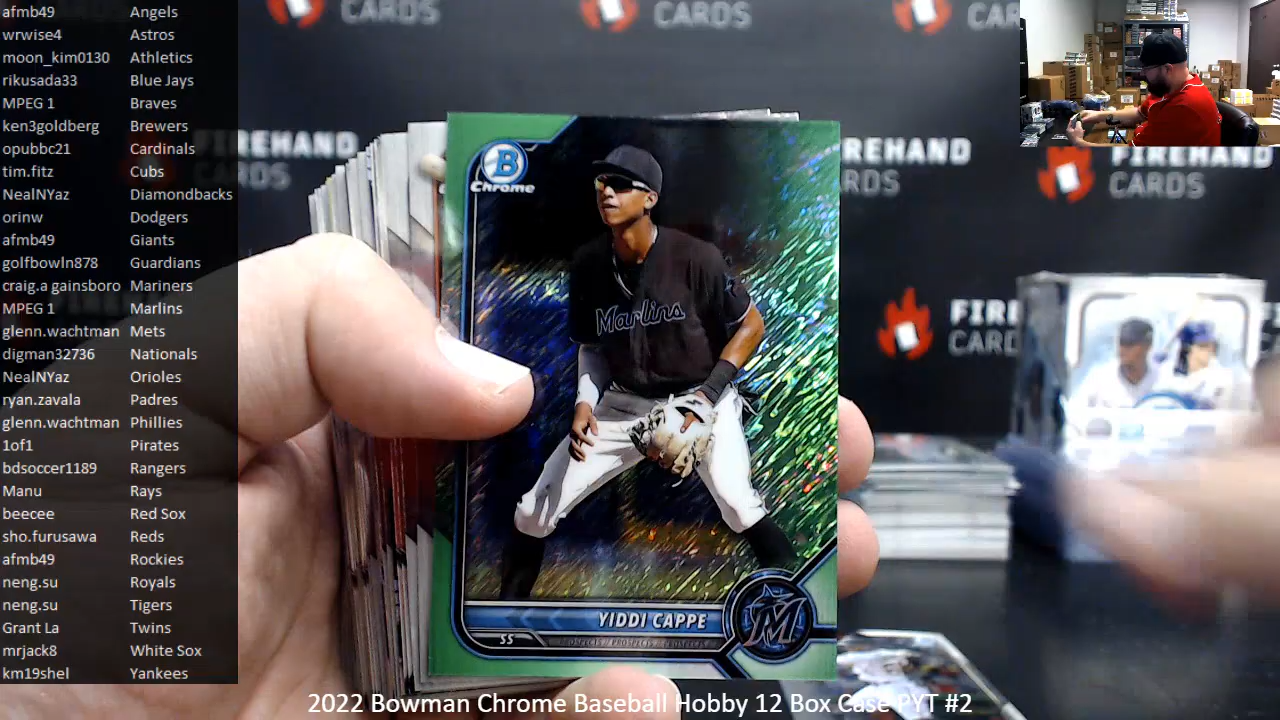 afmb49 Angels
wrwise4 Astros
moon_kim0130 Athletics
rikusada33 Blue Jays
MPEG 1 Braves
ken3goldberg Brewers
opubbc21 Cardinals
tim.fitz Cubs
NealNYaz Diamondbacks
orinw Dodgers
afmb49 Giants
golfbowln878 Guardians
craig.a gainsboro Mariners
MPEG 1 Marlins
glenn.wachtman Mets
digman32736 Nationals
NealNYaz Orioles
ryan.zavala Padres
glenn.wachtman Phillies
1of1 Pirates
bdsoccer1189 Rangers
Manu Rays
beecee Red Sox
sho.furusawa Reds
afmb49 Rockies
neng.su Royals
neng.su Tigers
Grant La Twins
mrjack8 White Sox
km19shel Yankees
CARDS
CARDS
CAR
FIREHAND
CARDS
FIREHAND
RDS
FIREHAND
CARDS
FIRE
CARD
B
Chrome
Marlins
YIDDI CAPPE
SS
PROSPECTS / PROSPECTS / PROSPECTS
M
2022 Bowman Chrome Baseball Hobby 12 Box Case PYT #2